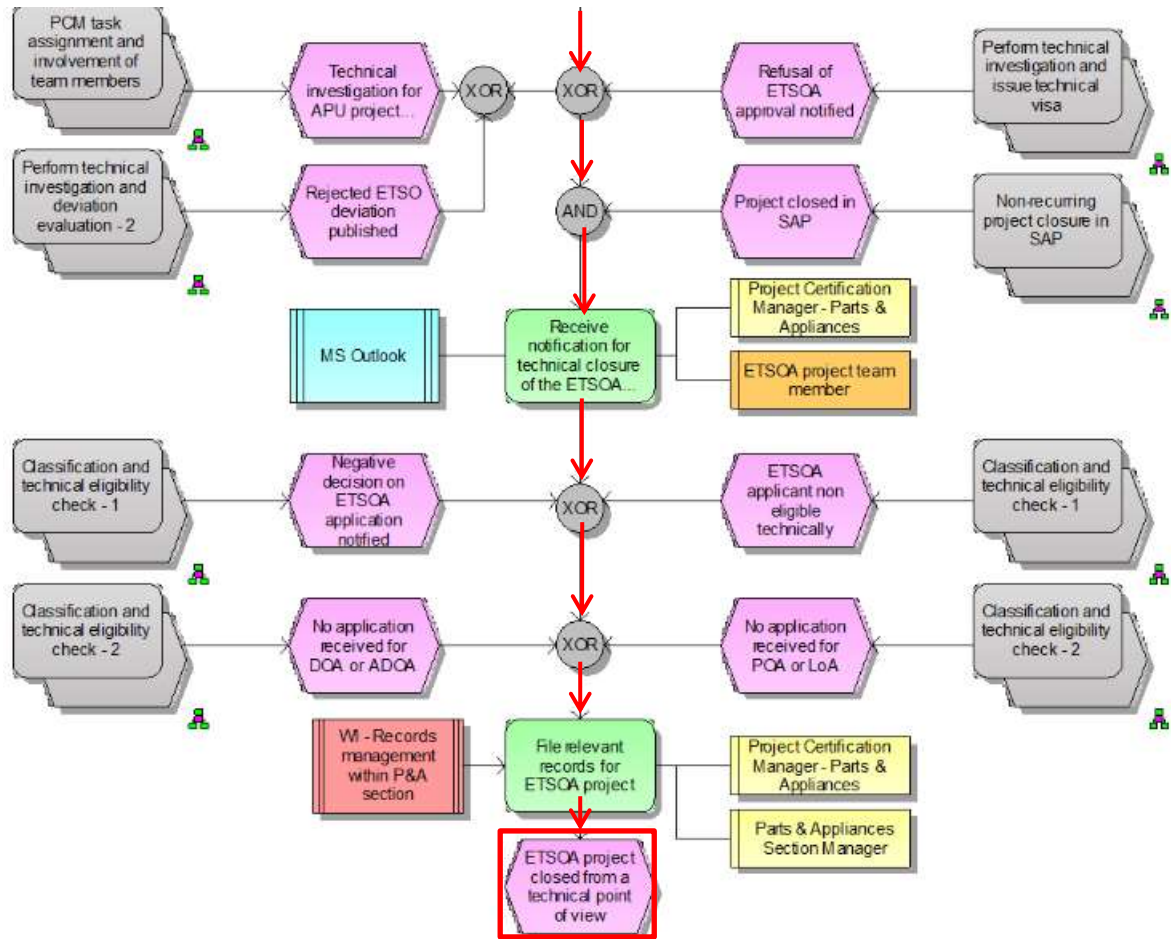 PCM task
assignment and
involvement of
team members
Technical
investigation for
APU project...
XOR
XOR
Refusal of
ETSOA
approval notified
Perform technical
investigation and
issue technical
visa
Perform technical
investigation and
deviation
evaluation - 2
Rejected ETSO
deviation
published
AND
Project closed in
SAP
Non-recurring
project closure in
SAP
MS Outlook
Receive
notification for
technical closure
of the ETSOA...
Project Certification
Manager - Parts &
Appliances
ETSOA project team
member
Classification and
technical eligibility
check - 1
Negative
decision on
ETSOA
application
notified
XOR
ETSOA
applicant non
eligible
technically
Classification and
technical eligibility
check - 1
Classification and
technical eligibility
check - 2
No application
received for
DOA or ADOA
XOR
No application
received for
POA or LoA
Classification and
technical eligibility
check - 2
WI - Records
management
within P&A
section
File relevant
records for
ETSOA project
Project Certification
Manager - Parts &
Appliances
Parts & Appliances
Section Manager
ETSOA project
closed from a
technical point
of view